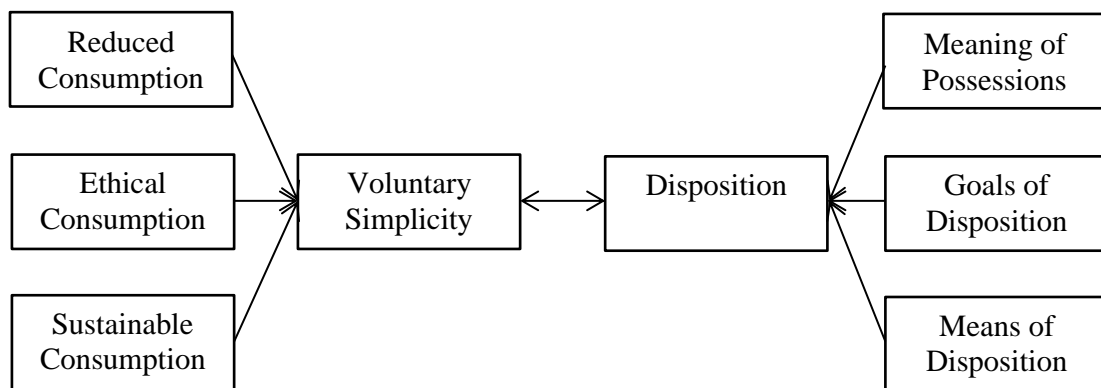 Reduced
Consumption
Ethical
Consumption
Sustainable
Consumption
Voluntary
Simplicity
Disposition
Meaning of
Possessions
Goals of
Disposition
Means of
Disposition